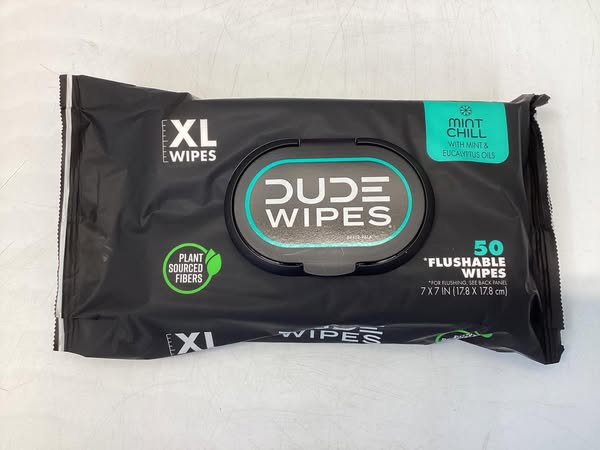 XL
WIPES
MINT
CHILL
WITH MINT &
EUCALYPTUS OILS
DUDE
WIPES
PLANT
SOURCED
FIBERS
50
*FLUSHABLE
WIPES
*FOR FLUSHING, SEE BACK PANEL
7 X 7 IN (17.8 X 17.8 cm)
XL
DUDE
WIPES